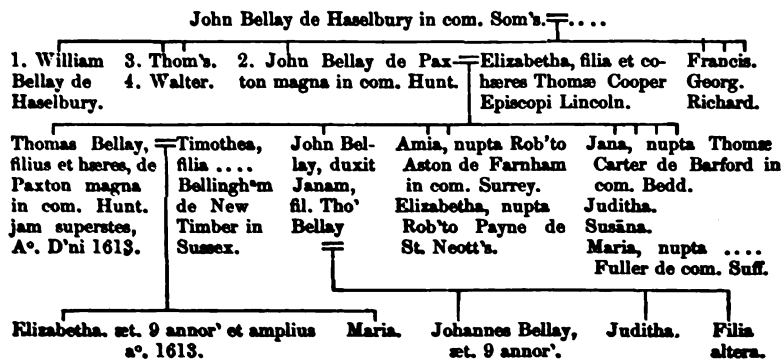 John Bellay de Haselbury in com. Som's.=....
1. William
Bellay de
Haselbury.
3. Thom's.
4. Walter.
2. John Bellay de Pax-
ton magna in com. Hunt.
=Elizabetha, filia et co-
hæres Thomæ Cooper
Episcopi Lincoln.
Francis.
Georg.
Richard.
Thomas Bellay,
filius et hæres, de
Paxton magna
in com. Hunt.
jam superstes,
A°. D'ni 1613.
=Timothea,
filia ....
Bellingh'm
de New
Timber in
Sussex.
John Bel-
lay, duxit
Janam,
fil. Tho'
Bellay
=
Amia, nupta Rob'to
Aston de Farnham
in com. Surrey.
Elizabetha, nupta
Rob'to Payne de
St. Neott's.
Jana, nupta Thomæ
Carter de Barford in
com. Bedd.
Juditha.
Susāna.
Maria, nupta ....
Fuller de com. Suff.
Elizabetha. æt. 9 annor' et amplius
a°. 1613.
Maria.
Johannes Bellay,
æt. 9 annor'.
Juditha.
Filia
altera.